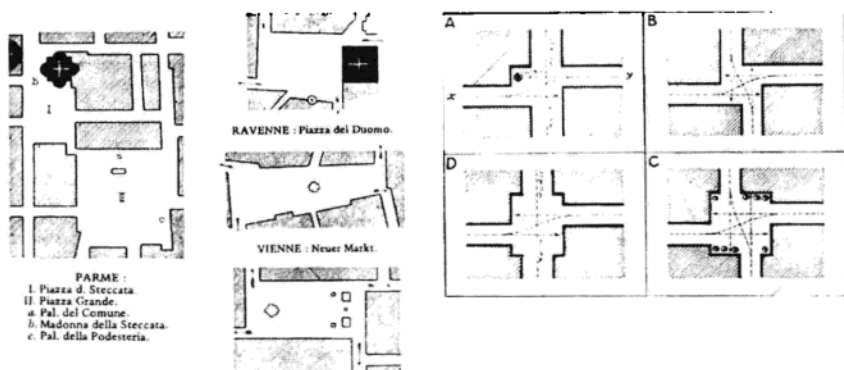 b
I
a
II
c
PARME :
I. Piazza d. Steccata.
II. Piazza Grande.
a. Pal. del Comune.
b. Madonna della Steccata.
c. Pal. della Podesteria.
RAVENNE : Piazza del Duomo.
VIENNE : Neuer Markt.
A
B
x
y
D
C